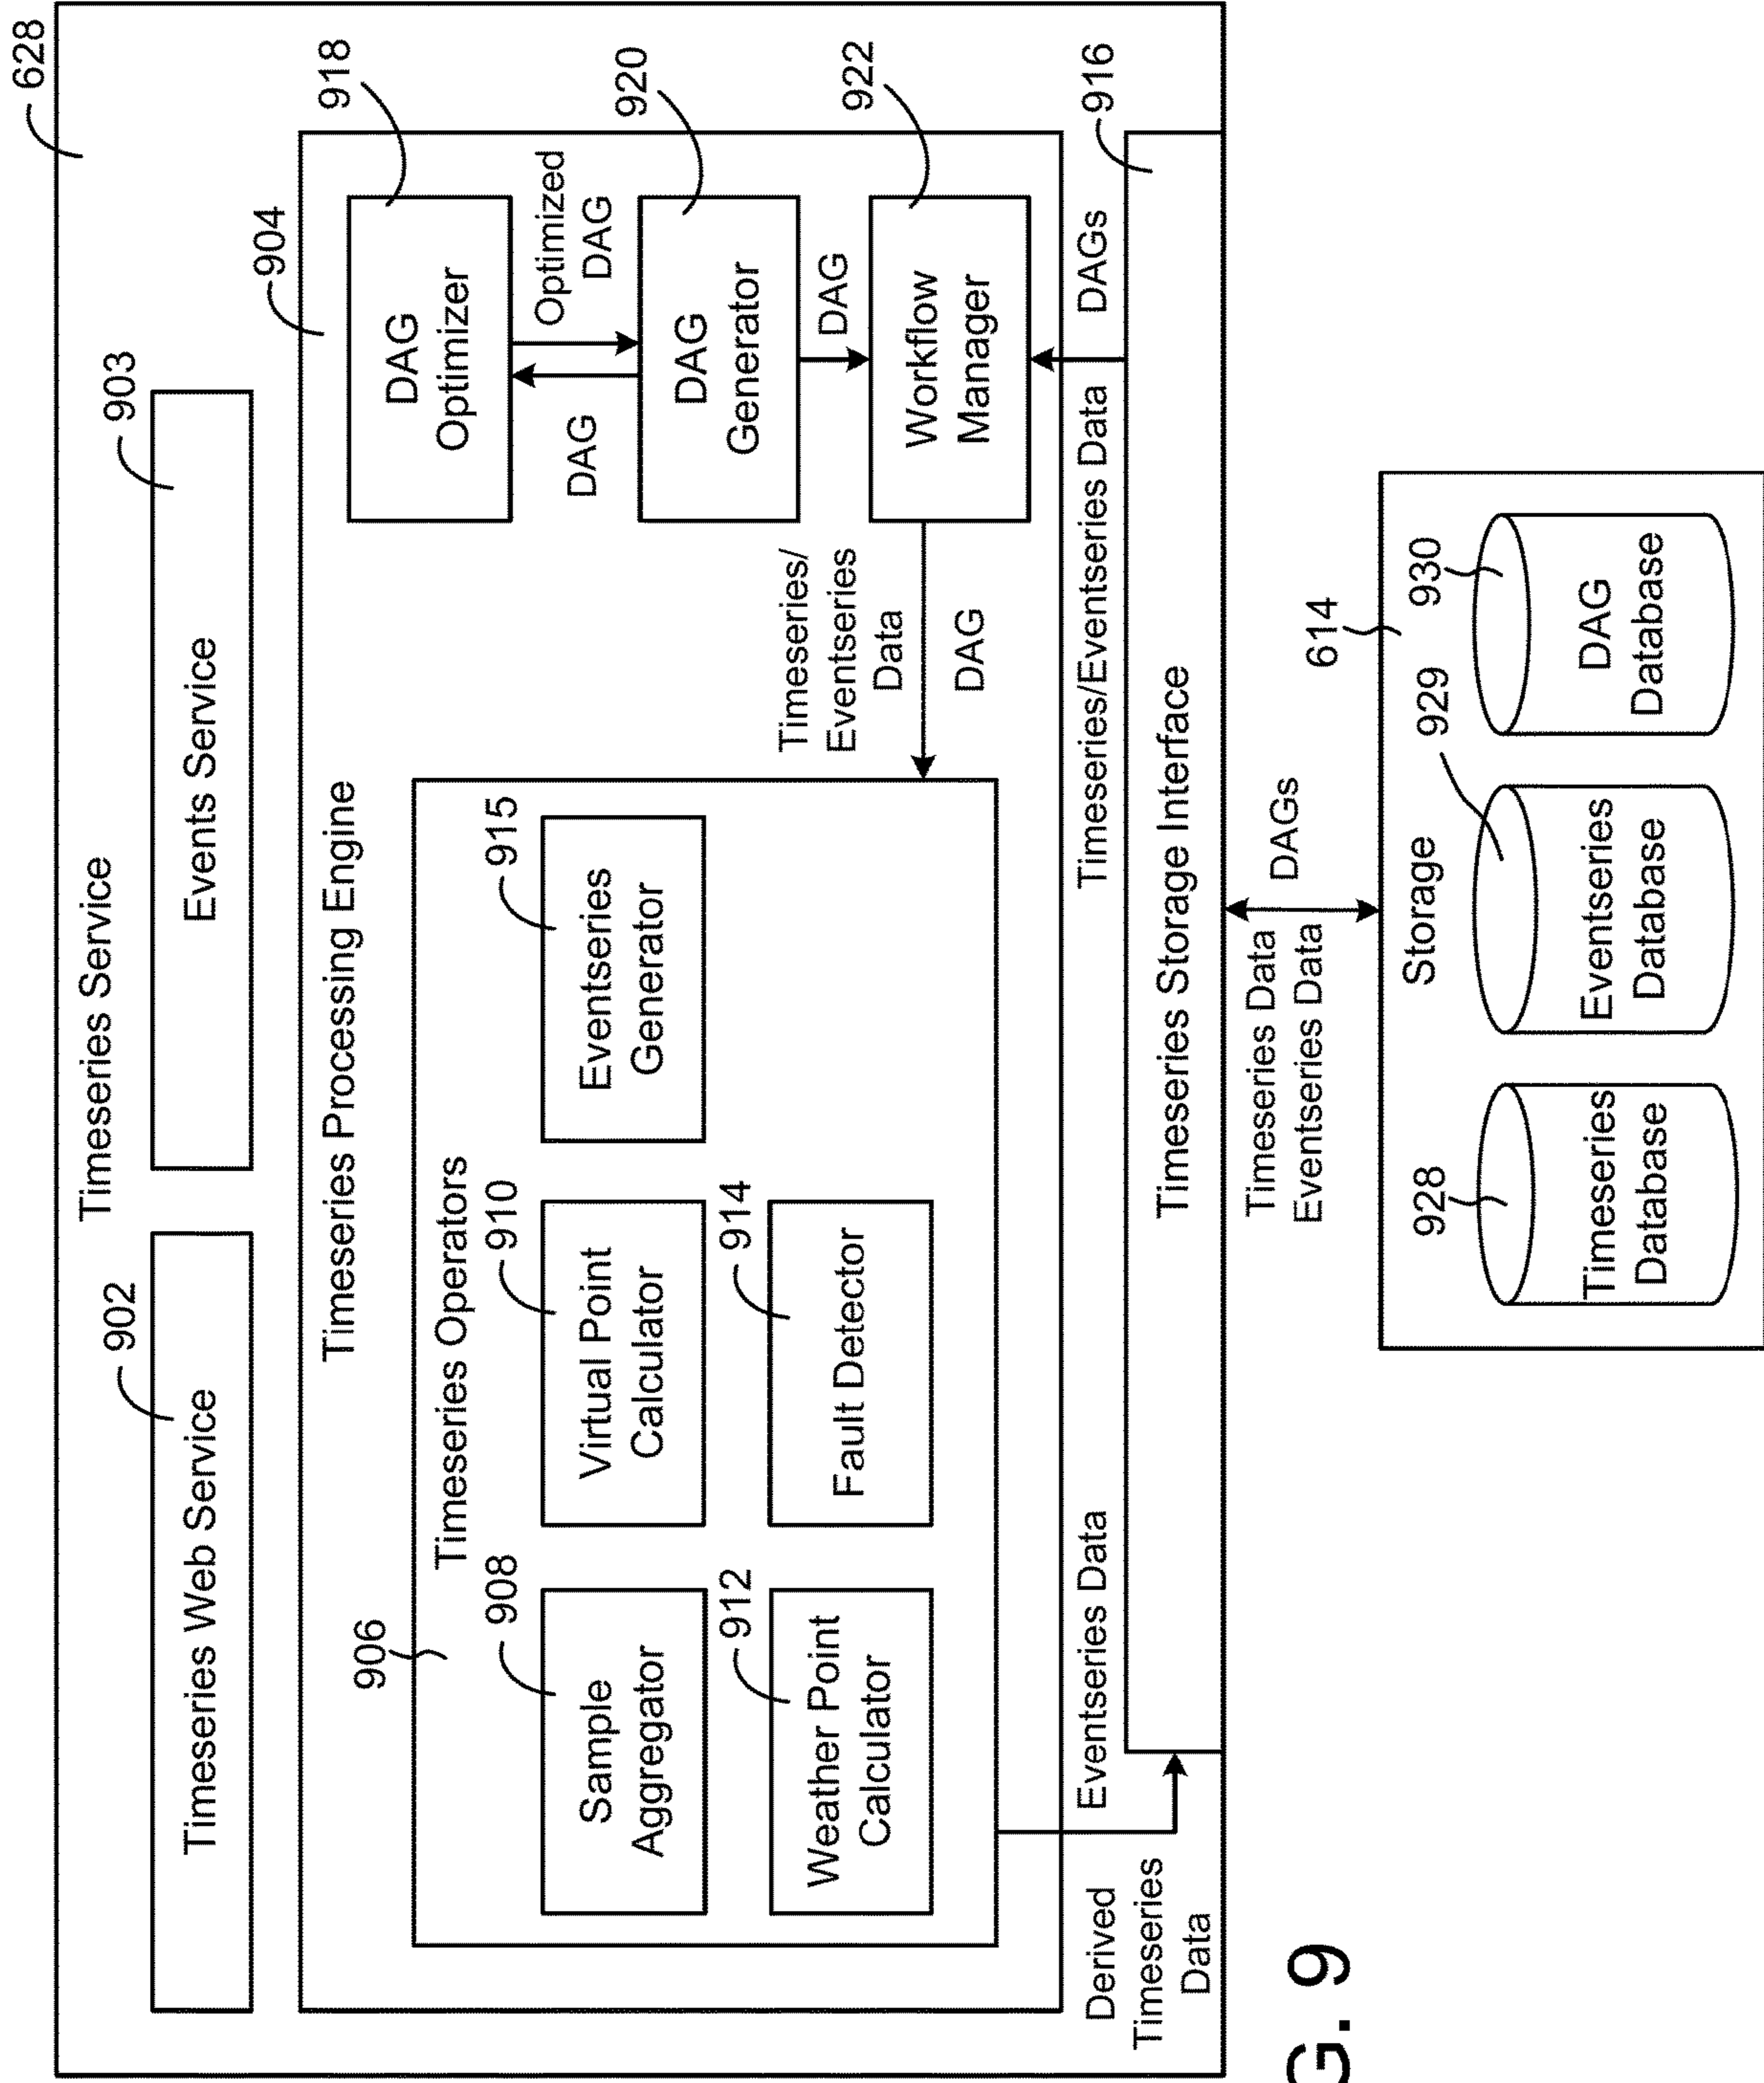 628
Timeseries Service
902
903
Timeseries Web Service
Events Service
904
Timeseries Processing Engine
918
906
Timeseries Operators
DAG
Optimizer
908
910
915
Sample
Aggregator
Virtual Point
Calculator
Eventseries
Generator
DAG
Optimized
DAG
920
DAG
Generator
912
914
Weather Point
Calculator
Fault Detector
Timeseries/
Eventseries
Data
DAG
DAG
922
Workflow
Manager
Derived
Timeseries
Data
Eventseries Data
Timeseries/Eventseries Data
DAGs
916
Timeseries Storage Interface
Timeseries Data
Eventseries Data
DAGs
614
Storage
928
929
930
Timeseries
Database
Eventseries
Database
DAG
Database
G. 9